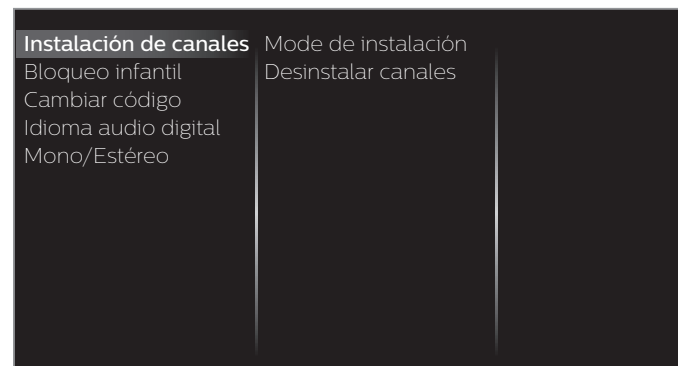 Instalación de canales
Bloqueo infantil
Cambiar código
Idioma audio digital
Mono/Estéreo
Mode de instalación
Desinstalar canales